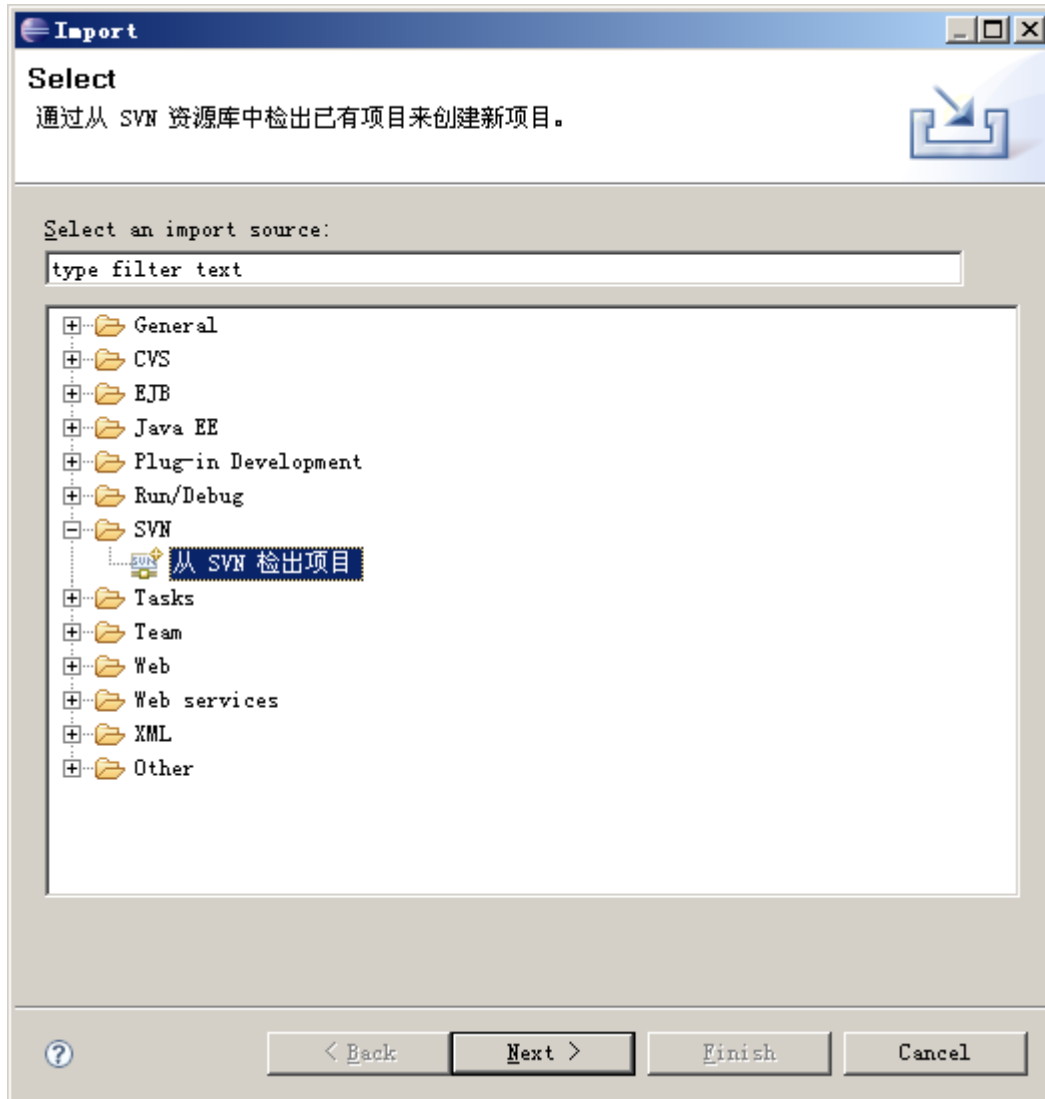 Import
Select
通过从 SVN 资源库中检出已有项目来创建新项目。
Select an import source:
type filter text
General
CVS
EJB
Java EE
Plug-in Development
Run/Debug
SVN
SVN 从 SVN 检出项目
Tasks
Team
Web
Web services
XML
Other
? < Back Next > Finish Cancel